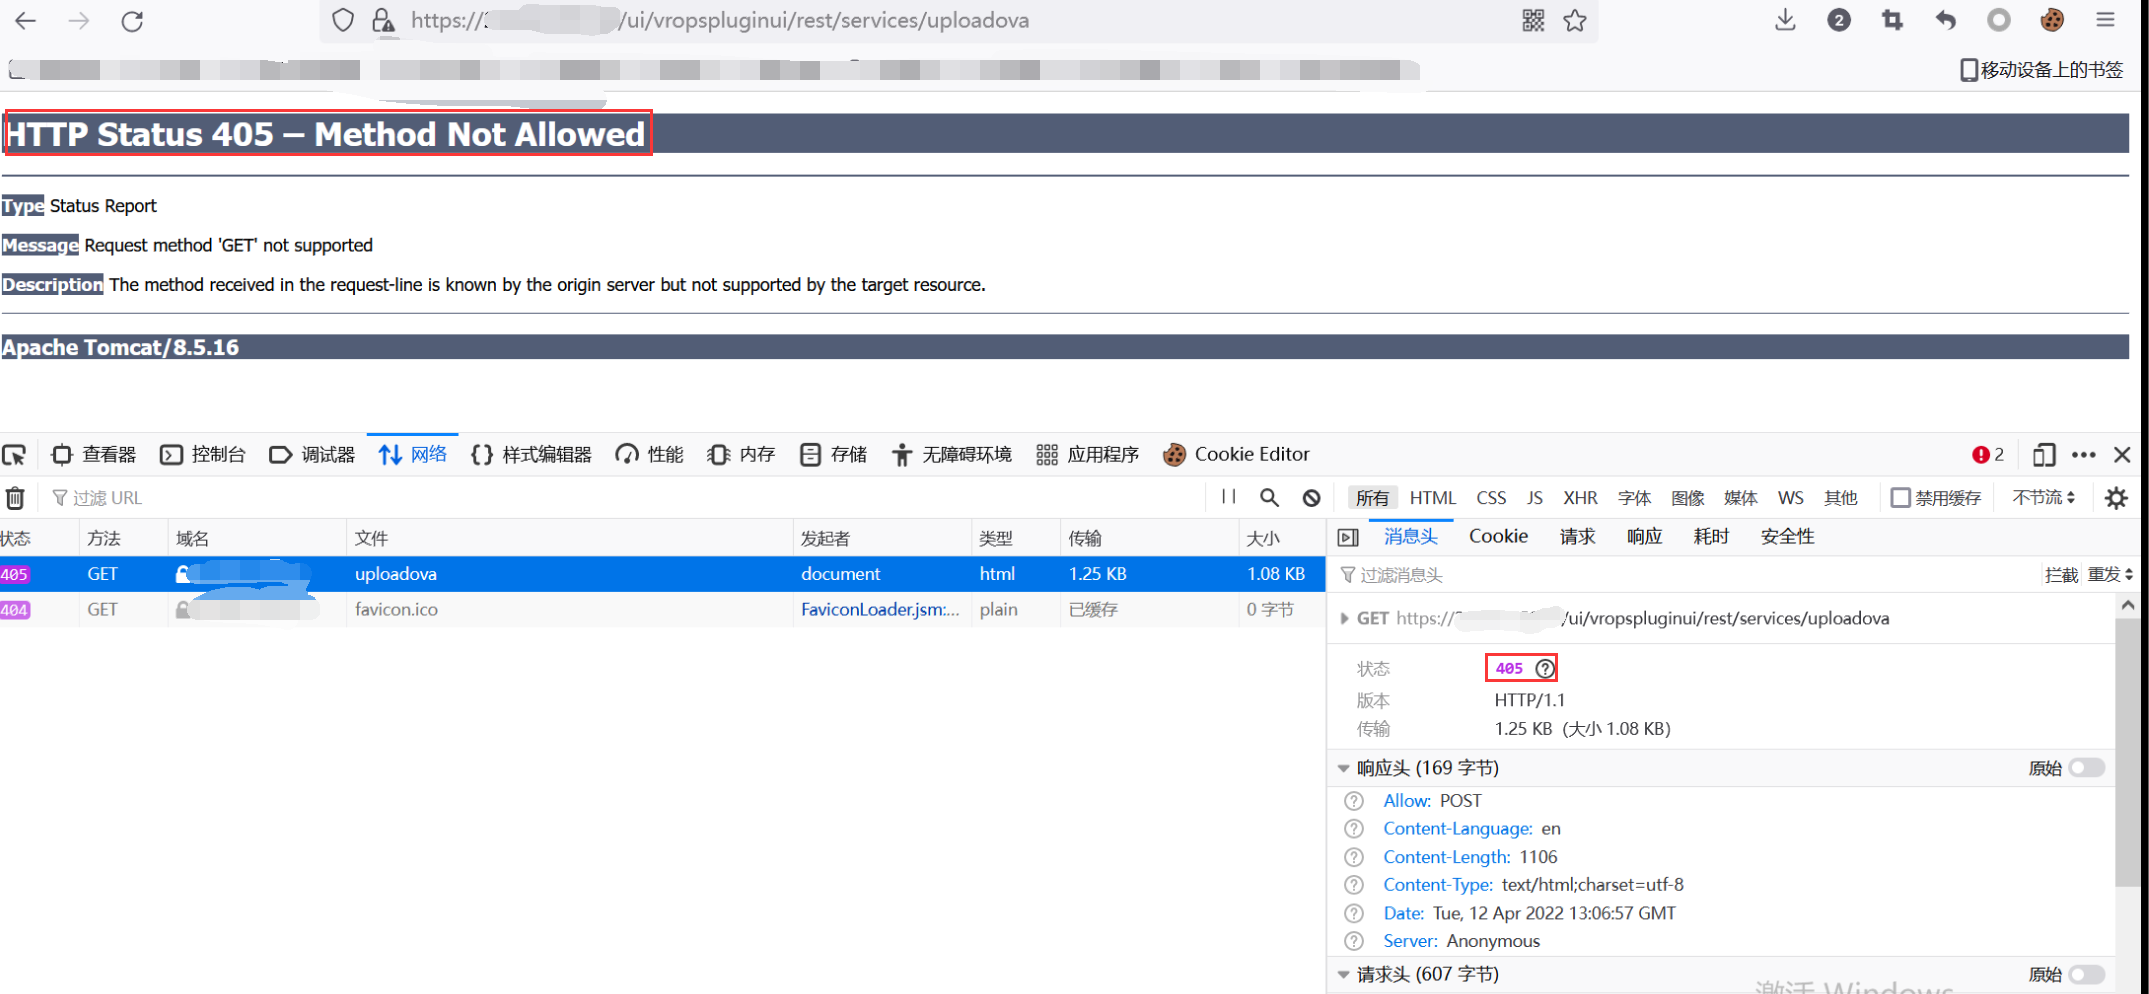 https:// /ui/vropspluginui/rest/services/uploadova
2
移动设备上的书签
HTTP Status 405 – Method Not Allowed
Type Status Report
Message Request method 'GET' not supported
Description The method received in the request-line is known by the origin server but not supported by the target resource.
Apache Tomcat/8.5.16
查看器 控制台 调试器 网络 {} 样式编辑器 性能 内存 存储 无障碍环境 应用程序 Cookie Editor 2
过滤 URL
所有 HTML CSS JS XHR 字体 图像 媒体 WS 其他 禁用缓存 不节流
状态 方法 域名 文件 发起者 类型 传输 大小
405 GET uploadova document html 1.25 KB 1.08 KB
404 GET favicon.ico FaviconLoader.jsm:... plain 已缓存 0 字节
消息头 Cookie 请求 响应 耗时 安全性
过滤消息头 拦截 重发
GET https:// /ui/vropspluginui/rest/services/uploadova
状态 405
版本 HTTP/1.1
传输 1.25 KB (大小 1.08 KB)
响应头 (169 字节) 原始
Allow: POST
Content-Language: en
Content-Length: 1106
Content-Type: text/html;charset=utf-8
Date: Tue, 12 Apr 2022 13:06:57 GMT
Server: Anonymous
请求头 (607 字节) 原始
激活 Windows